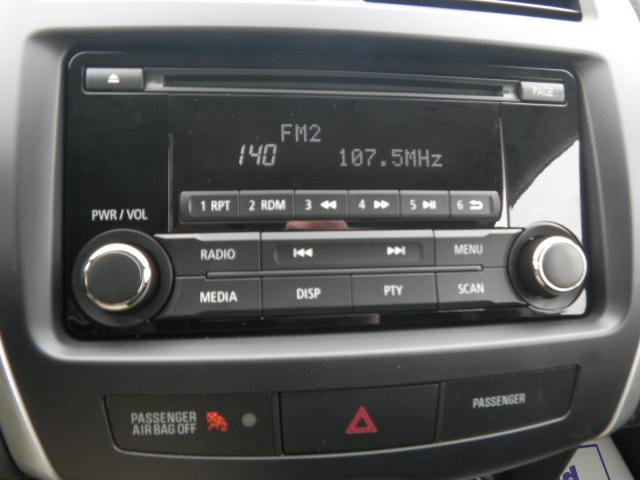 PAGE
FM2
140 107.5MHz
1 RPT 2 RDM 3 4 5 6
PWR / VOL
RADIO MENU
MEDIA DISP PTY SCAN
PASSENGER
AIR BAG OFF
PASSENGER